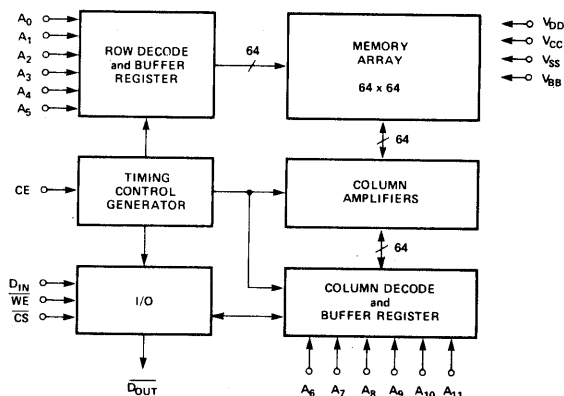 A0
A1
A2
A3
A4
A5
ROW DECODE
and BUFFER
REGISTER
64
MEMORY
ARRAY
64 x 64
VDD
VCC
VSS
VBB
64
CE
TIMING
CONTROL
GENERATOR
COLUMN
AMPLIFIERS
64
DIN
WE
CS
I/O
COLUMN DECODE
and
BUFFER REGISTER
DOUT
A6 A7 A8 A9 A10 A11